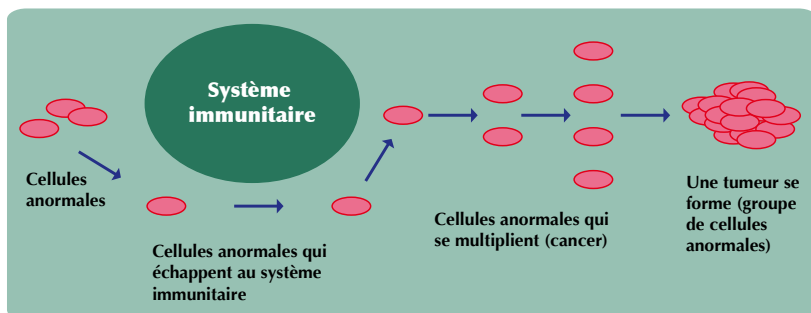 Système
immunitaire
Cellules
anormales
Cellules anormales qui
échappent au système
immunitaire
Cellules anormales qui
se multiplient (cancer)
Une tumeur se
forme (groupe
de cellules
anormales)